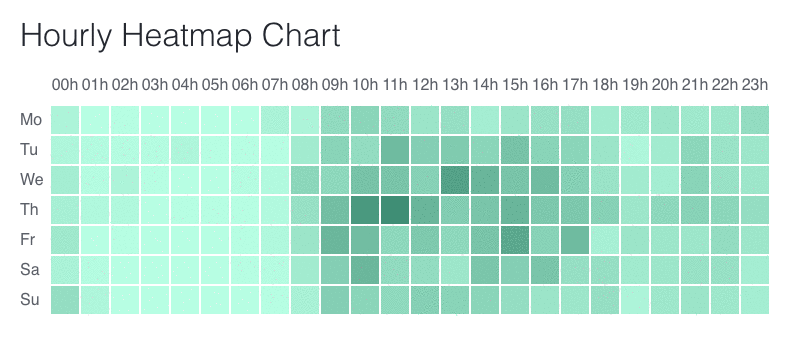 Hourly Heatmap Chart
00h 01h 02h 03h 04h 05h 06h 07h 08h 09h 10h 11h 12h 13h 14h 15h 16h 17h 18h 19h 20h 21h 22h 23h
Mo
Tu
We
Th
Fr
Sa
Su